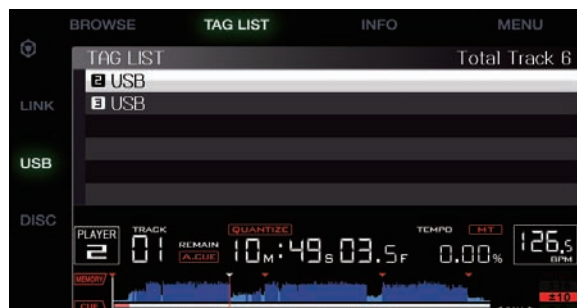 BROWSE TAG LIST INFO MENU
TAG LIST Total Track 6
2 USB
3 USB
LINK
USB
DISC
PLAYER 2 TRACK 01 REMAIN A.CUE QUANTIZE 10M:49S03.5F TEMPO MT 0.00% 126.5 BPM
MEMORY
CUE ±10